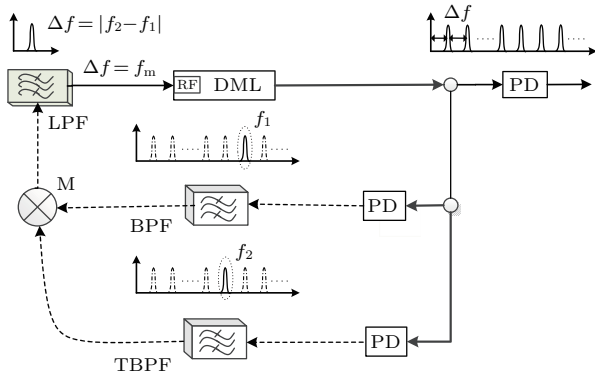 Δf = |f₂−f₁|
Δf
Δf = fₘ
RF
DML
PD
LPF
f₁
M
PD
BPF
f₂
PD
TBPF